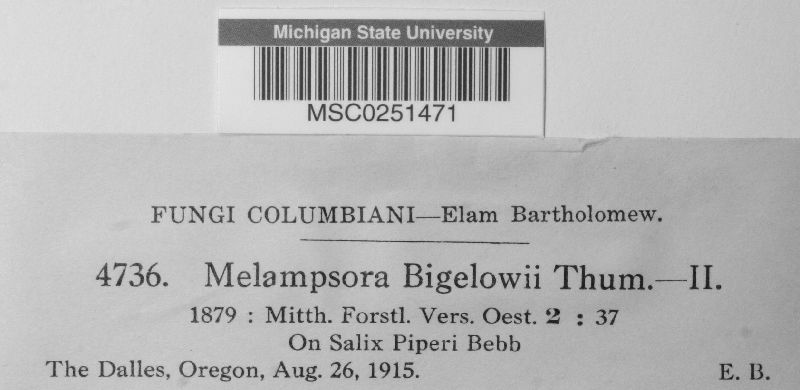 Michigan State University
MSC0251471
FUNGI COLUMBIANI—Elam Bartholomew.
4736. Melampsora Bigelowii Thum.—II.
1879 : Mitth. Forstl. Vers. Oest. 2 : 37
On Salix Piperi Bebb
The Dalles, Oregon, Aug. 26, 1915. E. B.